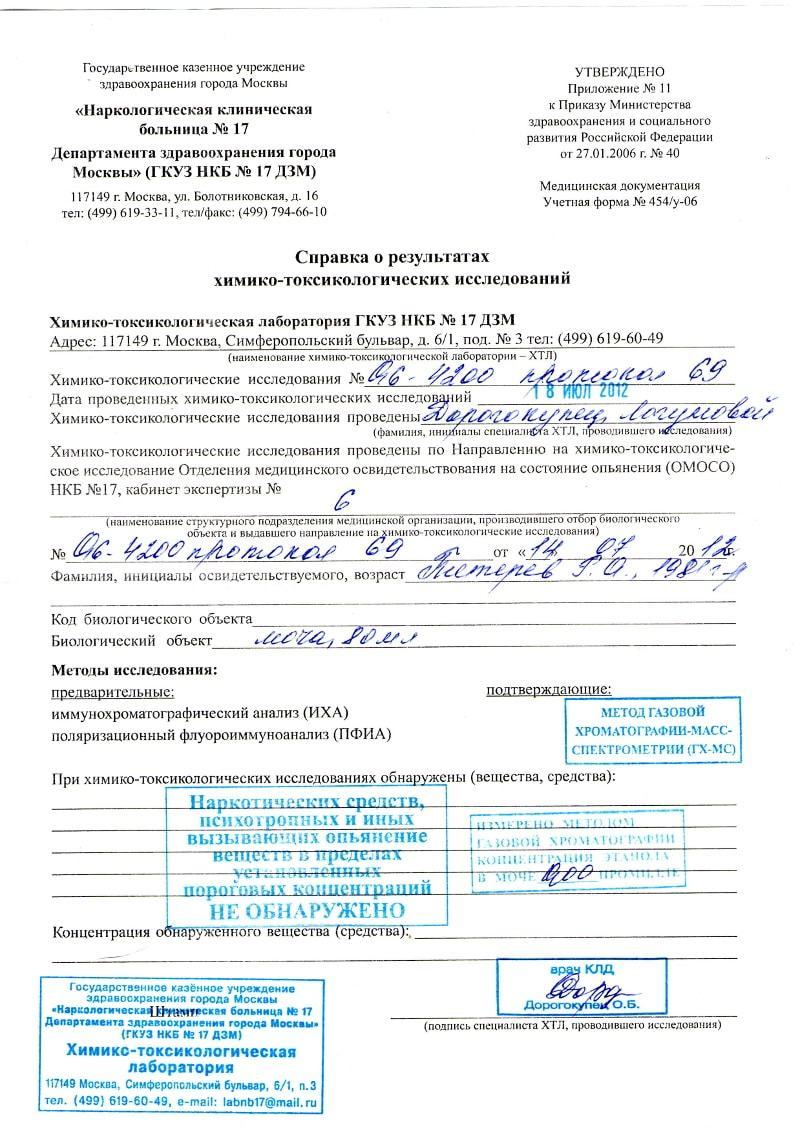 Государственное казенное учреждение
здравоохранения города Москвы
«Наркологическая клиническая
больница № 17
Департамента здравоохранения города
Москвы» (ГКУЗ НКБ № 17 ДЗМ)
117149 г. Москва, ул. Болотниковская, д. 16
тел: (499) 619-33-11, тел/факс: (499) 794-66-10
УТВЕРЖДЕНО
Приложение № 11
к Приказу Министерства
здравоохранения и социального
развития Российской Федерации
от 27.01.2006 г. № 40
Медицинская документация
Учетная форма № 454/у-06
Справка о результатах
химико-токсикологических исследований
Химико-токсикологическая лаборатория ГКУЗ НКБ № 17 ДЗМ
Адрес: 117149 г. Москва, Симферопольский бульвар, д. 6/1, под. № 3 тел: (499) 619-60-49
(наименование химико-токсикологической лаборатории – ХТЛ)
Химико-токсикологические исследования № 96-4200 протокол 69
Дата проведенных химико-токсикологических исследований 18 ИЮЛ 2012
Химико-токсикологические исследования проведены Дорогокупец, Логуновой
(фамилия, инициалы специалиста ХТЛ, проводившего исследования)
Химико-токсикологические исследования проведены по Направлению на химико-токсикологиче-
ское исследование Отделения медицинского освидетельствования на состояние опьянения (ОМОСО)
НКБ №17, кабинет экспертизы №
6
(наименование структурного подразделения медицинской организации, производившего отбор биологического
объекта и выдавшего направление на химико-токсикологические исследования)
№ 96-4200 протокол 69 от «14 07 2012г.
Фамилия, инициалы освидетельствуемого, возраст Пистерев Г.А., 1981г.р
Код биологического объекта
Биологический объект моча, 80мл
Методы исследования:
предварительные:
подтверждающие:
иммунохроматографический анализ (ИХА)
поляризационный флуороиммуноанализ (ПФИА)
МЕТОД ГАЗОВОЙ
ХРОМАТОГРАФИИ-МАСС-
СПЕКТРОМЕТРИИ (ГХ-МС)
При химико-токсикологических исследованиях обнаружены (вещества, средства):
Наркотических средств,
психотропных и иных
вызывающих опьянение
веществ в пределах
установленных
пороговых концентраций
НЕ ОБНАРУЖЕНО
ИЗМЕРЕНО МЕТОДОМ
ГАЗОВОЙ ХРОМАТОГРАФИИ
КОНЦЕНТРАЦИЯ ЭТАНОЛА
В МОЧЕ 0,00 ПРОМИЛЛЕ
Концентрация обнаруженного вещества (средства):
Государственное казённое учреждение
здравоохранения города Москвы
«Наркологическая клиническая больница № 17
Департамента здравоохранения города Москвы»
(ГКУЗ НКБ № 17 ДЗМ)
Химико-токсикологическая
лаборатория
117149 Москва, Симферопольский бульвар, 6/1, п.3
тел. (499) 619-60-49, e-mail: labnb17@mail.ru
Штамп
врач КЛД
Дорогокупец О.Б.
(подпись специалиста ХТЛ, проводившего исследования)